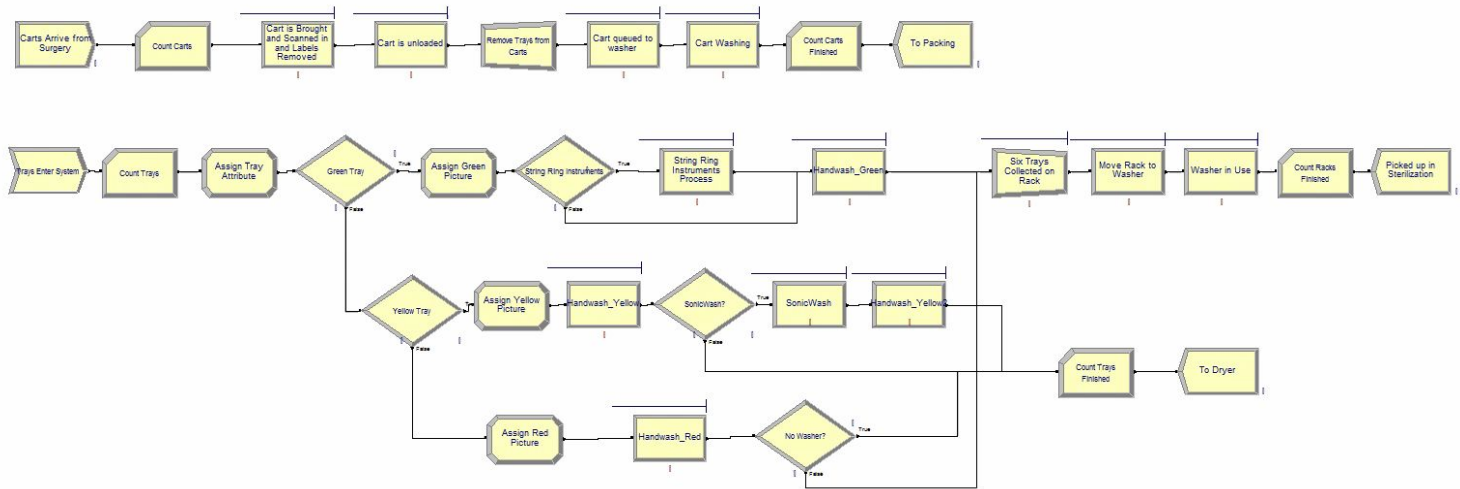 Carts Arrive from
Surgery
Count Carts
Cart is Brought
and Scanned in
and Labels
Removed
Cart is unloaded
Remove Trays from
Carts
Cart queued to
washer
Cart Washing
Count Carts
Finished
To Packing
Trays Enter System
Count Trays
Assign Tray
Attribute
Green Tray
True
False
Assign Green
Picture
String Ring Instruments
True
False
String Ring
Instruments
Process
Handwash_Green
Six Trays
Collected on
Rack
Move Rack to
Washer
Washer in Use
Count Racks
Finished
Picked up in
Sterilization
Yellow Tray
False
Assign Yellow
Picture
Handwash_Yellow
SonicWash?
True
False
SonicWash
Handwash_Yellow2
Count Trays
Finished
To Dryer
Assign Red
Picture
Handwash_Red
No Washer?
True
False